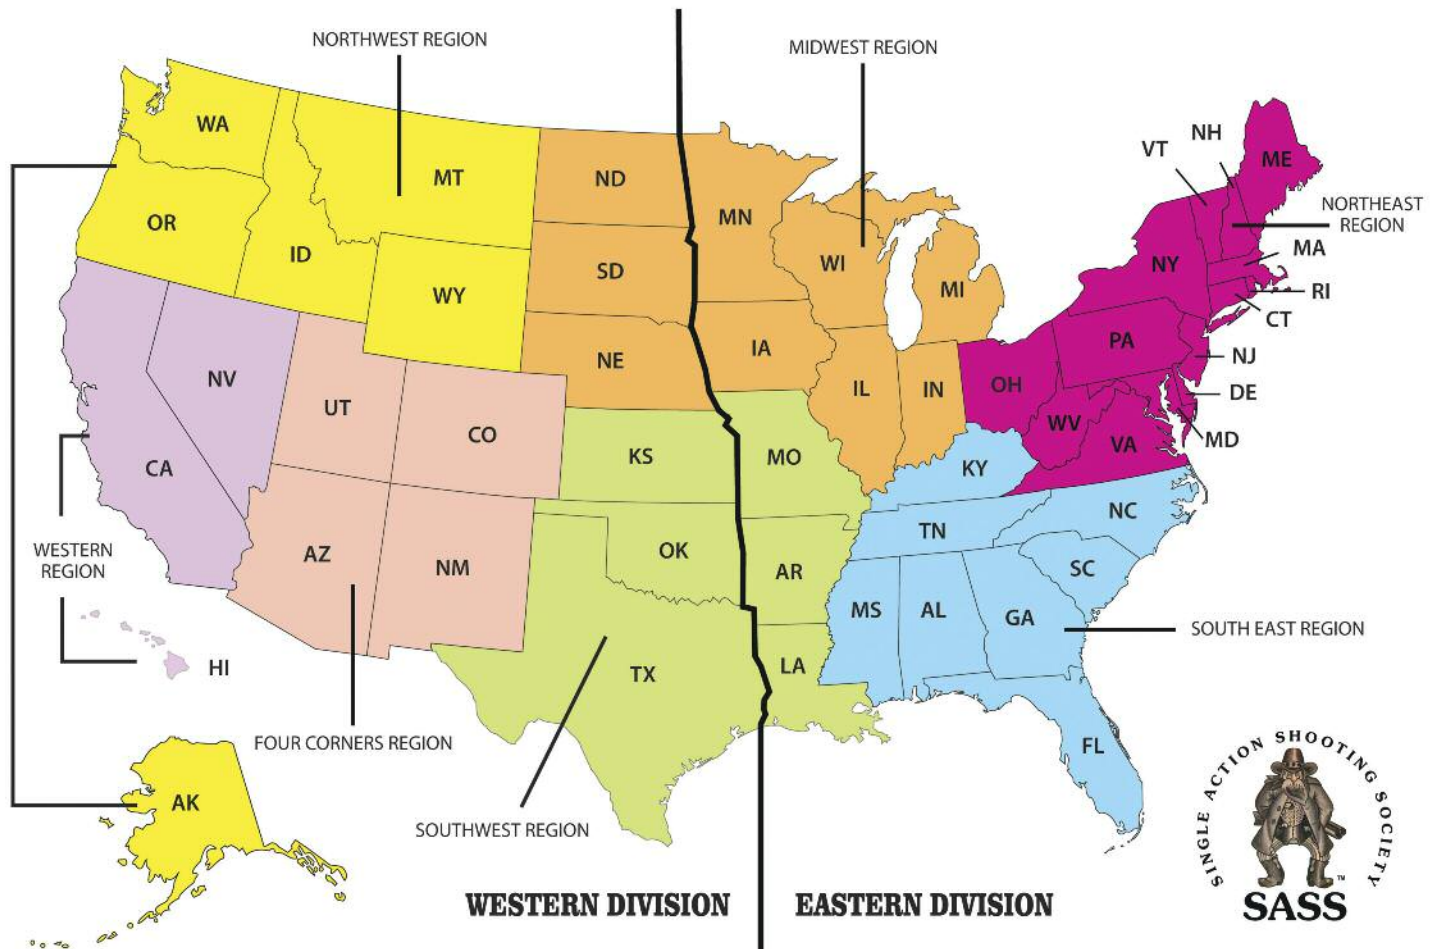 NORTHWEST REGION
MIDWEST REGION
WA
MT
ND
MN
VT
NH
ME
NORTHEAST
REGION
OR
ID
SD
WI
MI
NY
MA
RI
CT
WY
NE
IA
PA
NJ
NV
UT
CO
IL
IN
OH
DE
WV
VA
MD
CA
KS
MO
KY
WESTERN
REGION
AZ
NM
OK
AR
TN
NC
SC
MS
AL
GA
SOUTH EAST REGION
HI
TX
LA
FOUR CORNERS REGION
FL
AK
SOUTHWEST REGION
WESTERN DIVISION
EASTERN DIVISION
SINGLE ACTION SHOOTING SOCIETY
TM
SASS